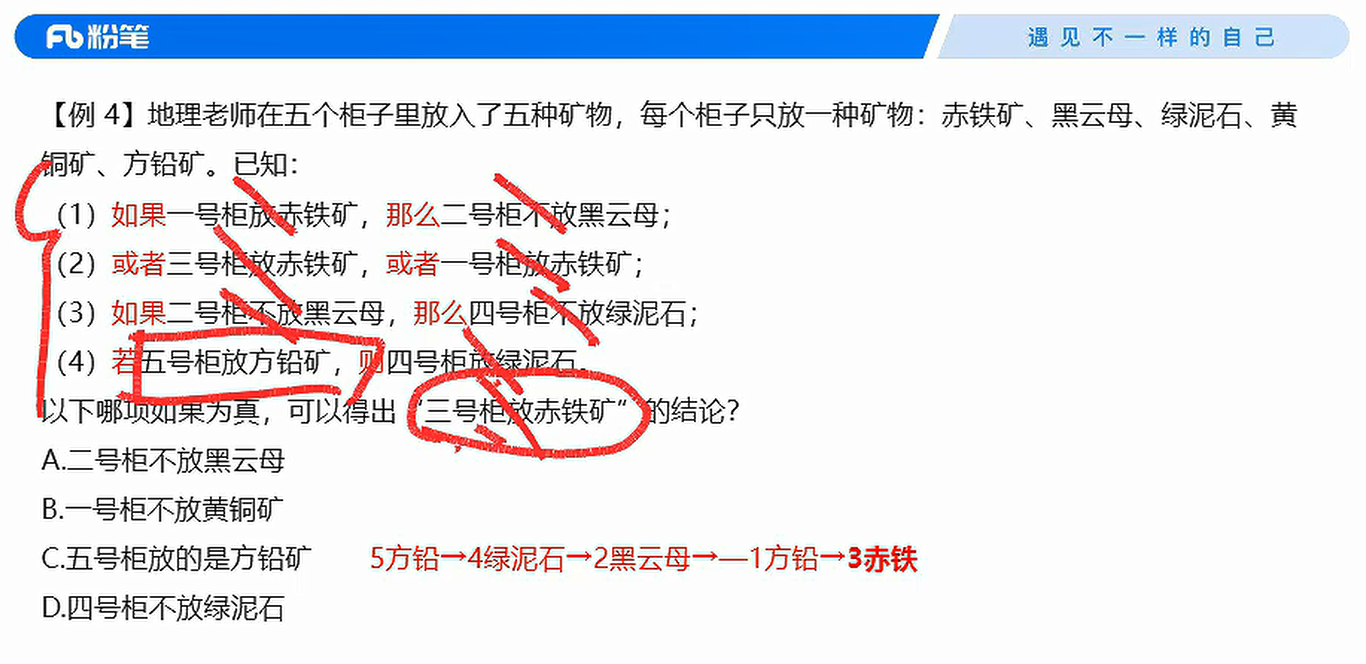 粉笔
遇见不一样的自己
【例 4】地理老师在五个柜子里放入了五种矿物，每个柜子只放一种矿物：赤铁矿、黑云母、绿泥石、黄
铜矿、方铅矿。已知：
（1）如果一号柜放赤铁矿，那么二号柜不放黑云母；
（2）或者三号柜放赤铁矿，或者一号柜放赤铁矿；
（3）如果二号柜不放黑云母，那么四号柜不放绿泥石；
（4）若五号柜放方铅矿，则四号柜放绿泥石。
以下哪项如果为真，可以得出“三号柜放赤铁矿”的结论？
A.二号柜不放黑云母
B.一号柜不放黄铜矿
C.五号柜放的是方铅矿 5方铅→4绿泥石→2黑云母→—1方铅→3赤铁
D.四号柜不放绿泥石